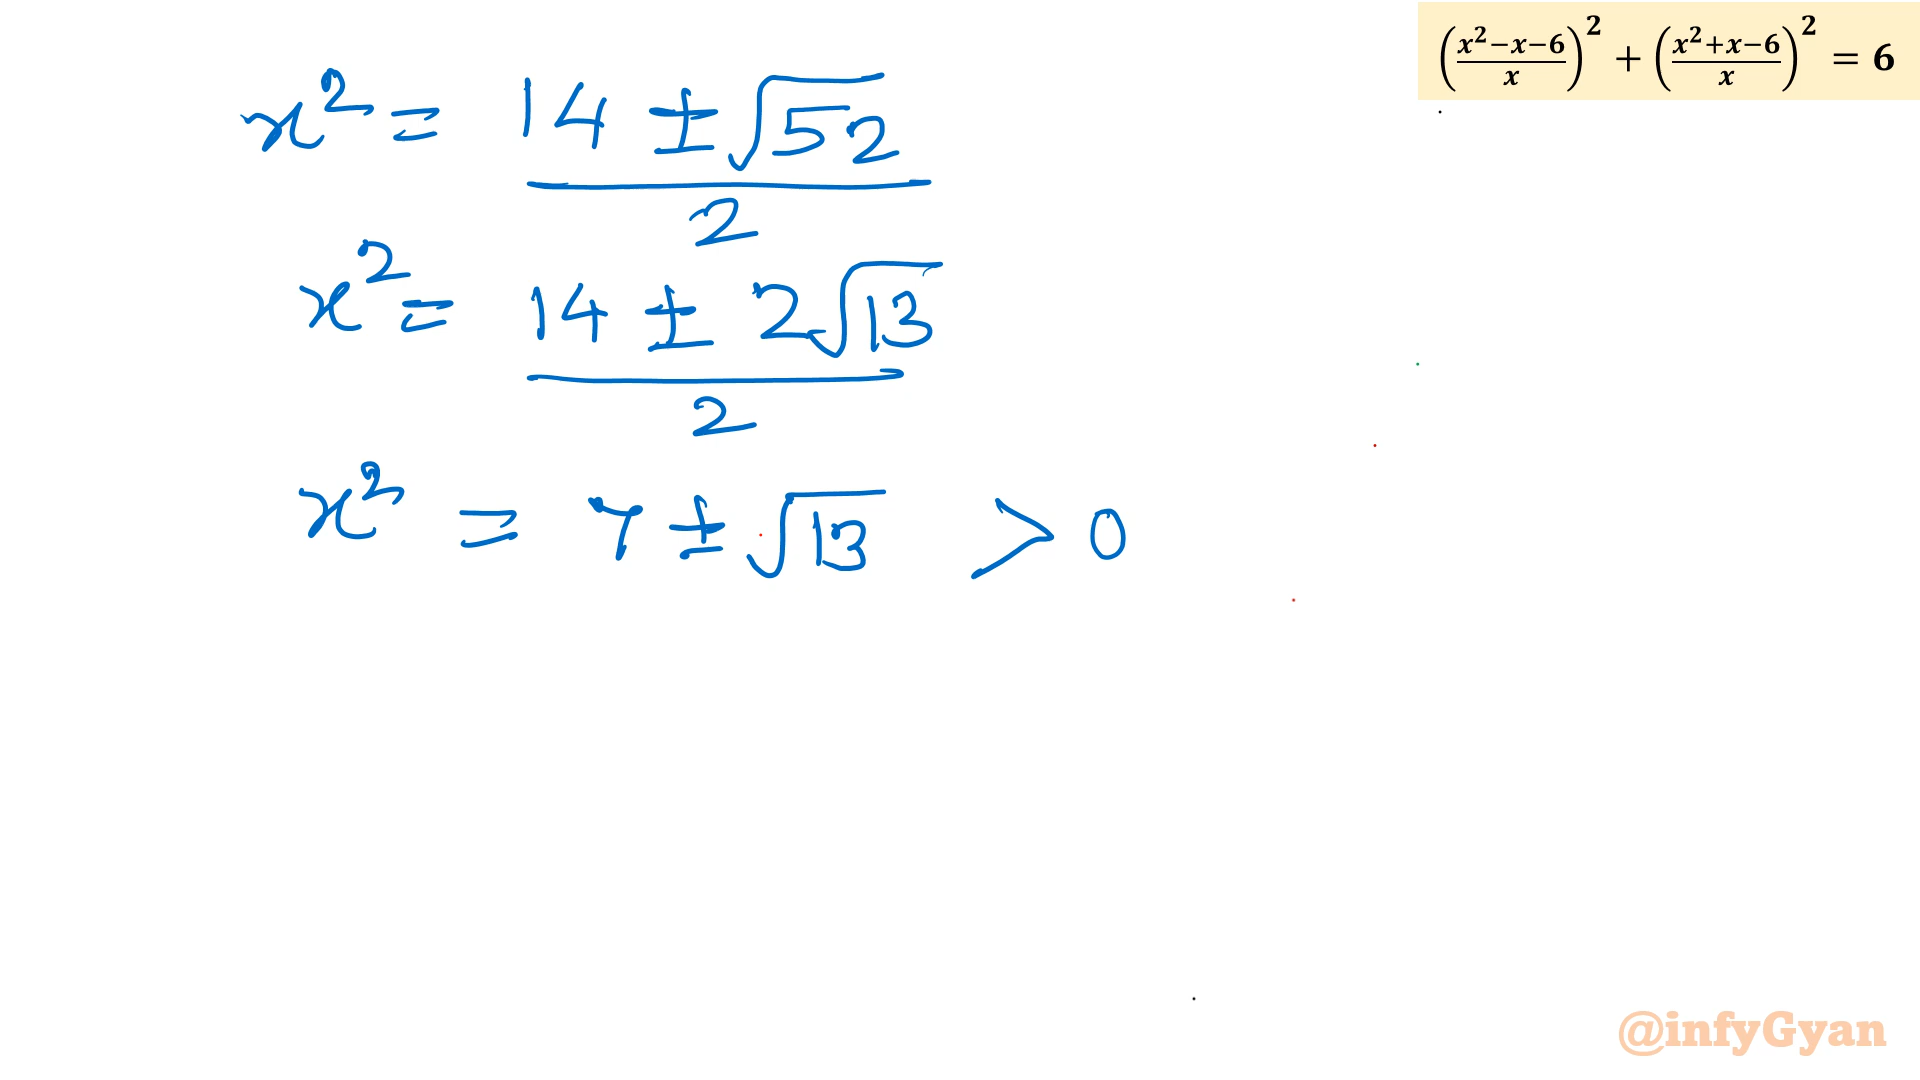 (x²−x−6/x)² + (x²+x−6/x)² = 6
x² = 14 ± √52 / 2
x² = 14 ± 2√13 / 2
x² = 7 ± √13 > 0
@infyGyan